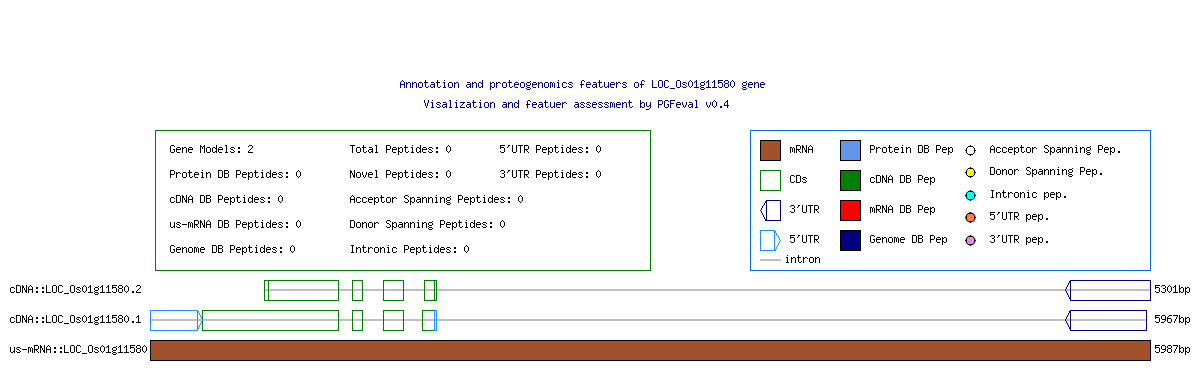 Annotation and proteogenomics featuers of LOC_Os01g11580 gene
Visalization and featuer assessment by PGFeval v0.4
Gene Models: 2
Total Peptides: 0
5'UTR Peptides: 0
Protein DB Peptides: 0
Novel Peptides: 0
3'UTR Peptides: 0
cDNA DB Peptides: 0
Acceptor Spanning Peptides: 0
us-mRNA DB Peptides: 0
Donor Spanning Peptides: 0
Genome DB Peptides: 0
Intronic Peptides: 0
mRNA
Protein DB Pep
Acceptor Spanning Pep.
CDs
cDNA DB Pep
Donor Spanning Pep.
Intronic pep.
3'UTR
mRNA DB Pep
5'UTR pep.
5'UTR
Genome DB Pep
3'UTR pep.
intron
cDNA::LOC_Os01g11580.2
5301bp
cDNA::LOC_Os01g11580.1
5967bp
us-mRNA::LOC_Os01g11580
5987bp